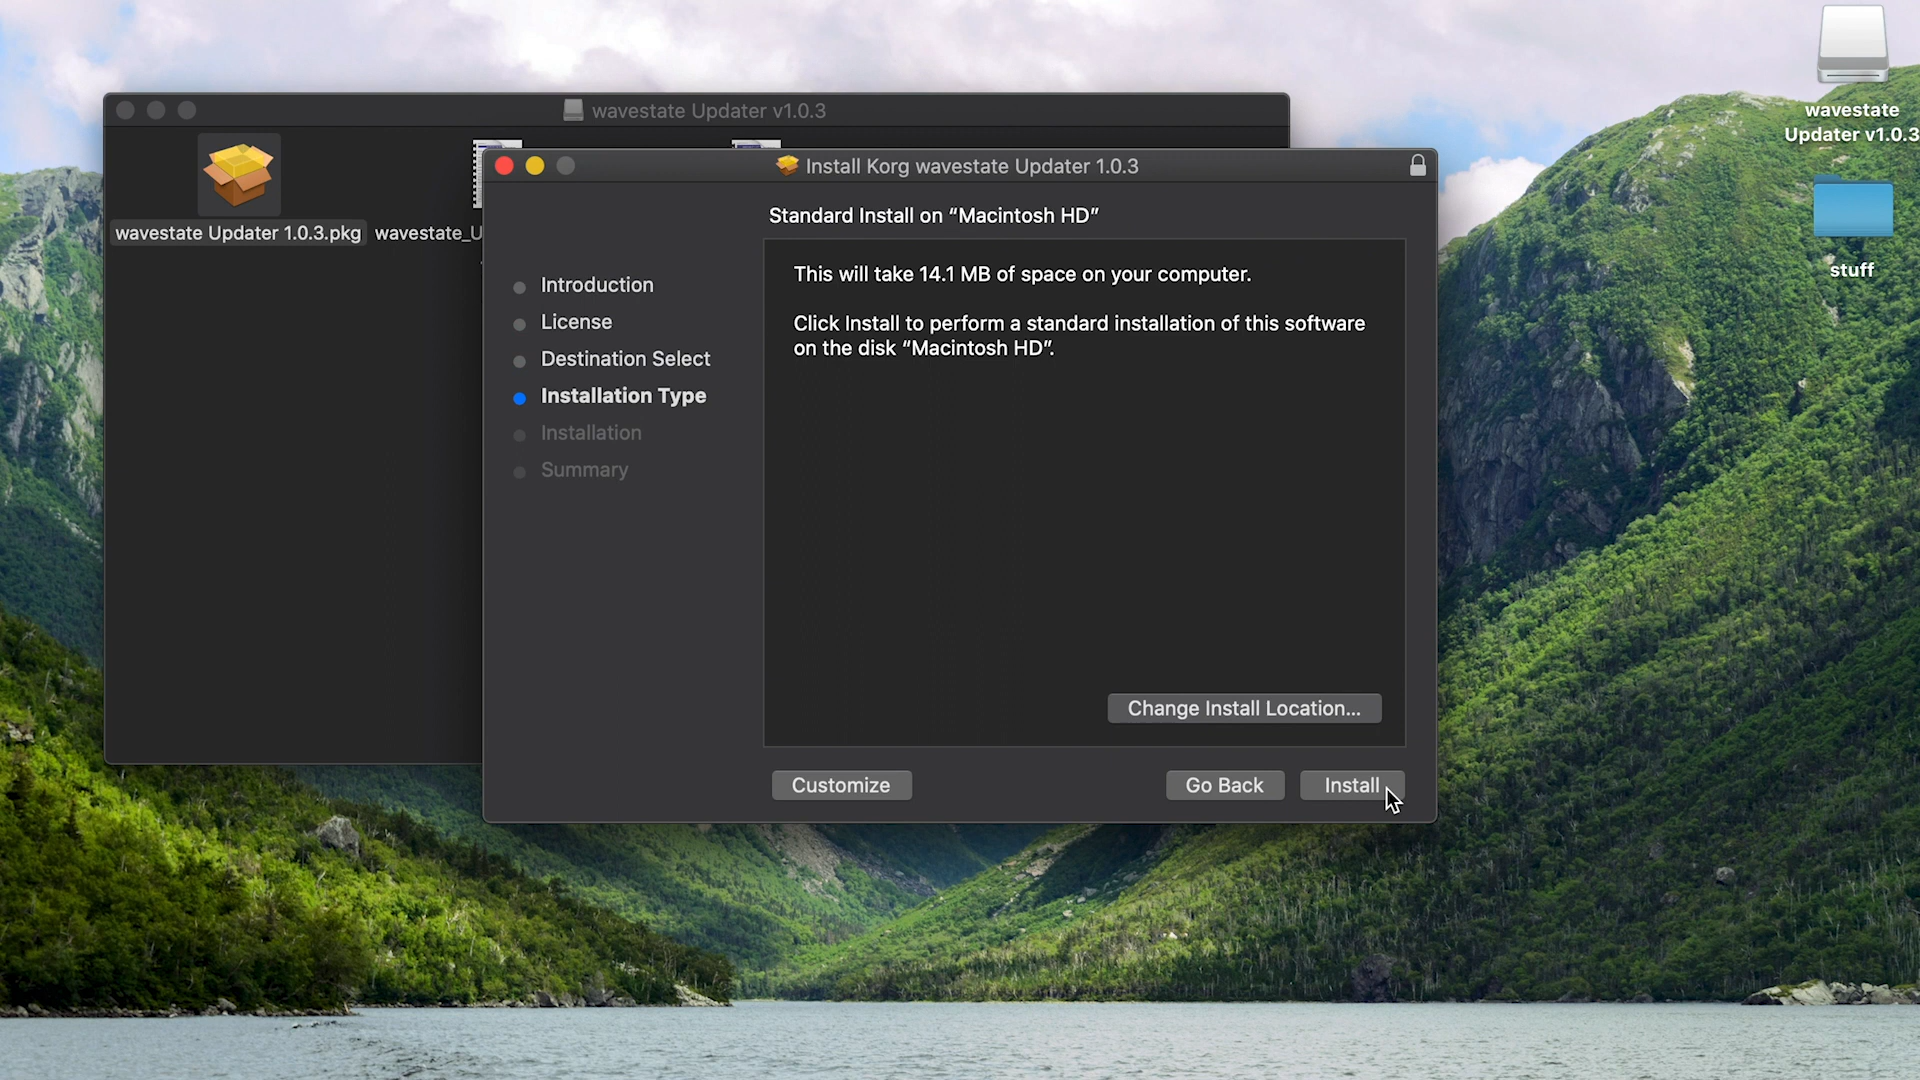 wavestate Updater v1.0.3
wavestate
Updater v1.0.3
stuff
wavestate Updater 1.0.3.pkg
wavestate_U
Install Korg wavestate Updater 1.0.3
Standard Install on “Macintosh HD”
Introduction
License
Destination Select
Installation Type
Installation
Summary
This will take 14.1 MB of space on your computer.
Click Install to perform a standard installation of this software
on the disk “Macintosh HD”.
Change Install Location...
Customize
Go Back
Install